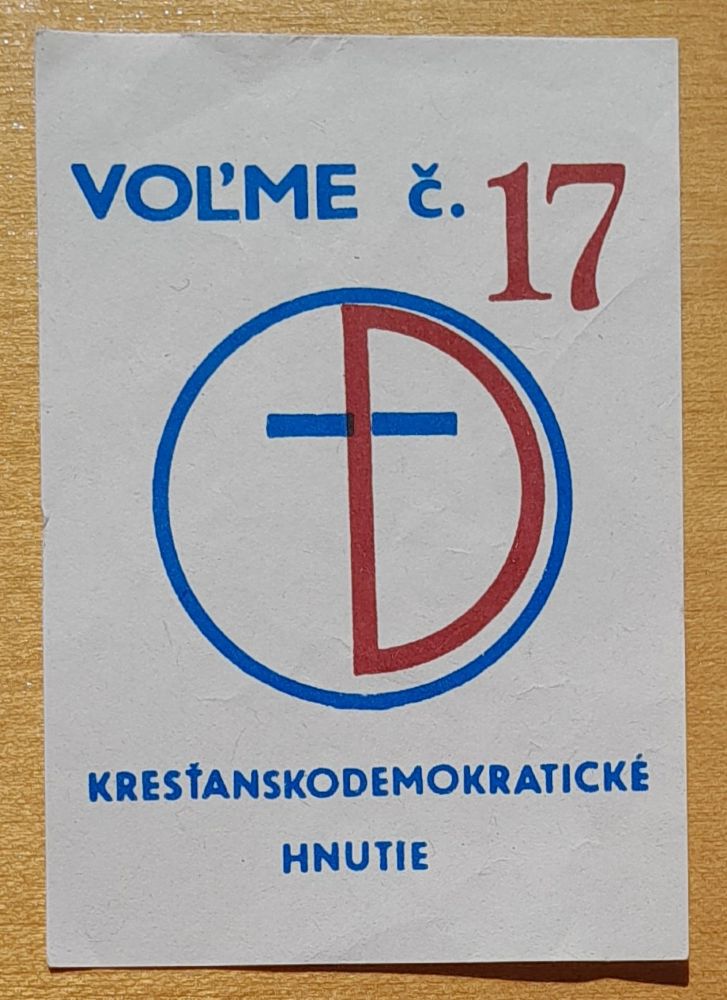 VOĽME č. 17
KRESŤANSKODEMOKRATICKÉ
HNUTIE